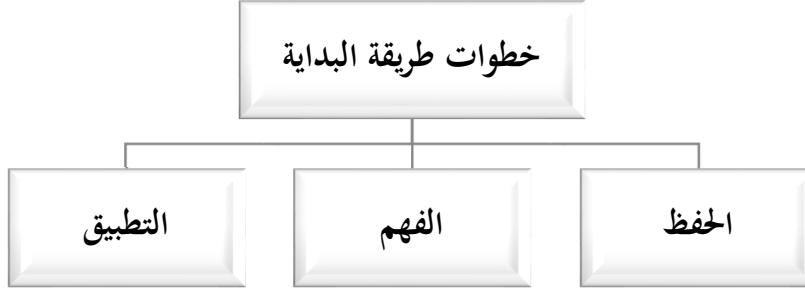 خطوات طريقة البداية
الحفظ
الفهم
التطبيق